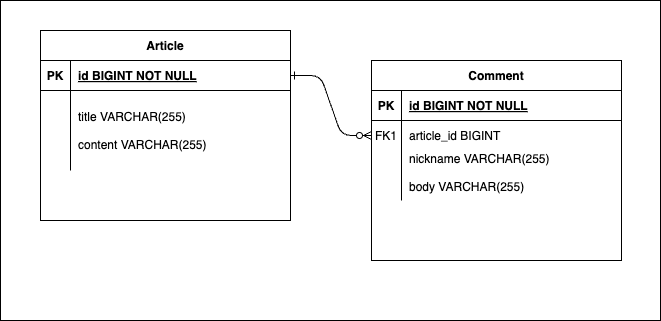 Article
PK id BIGINT NOT NULL
title VARCHAR(255)
content VARCHAR(255)
Comment
PK id BIGINT NOT NULL
FK1 article_id BIGINT
nickname VARCHAR(255)
body VARCHAR(255)